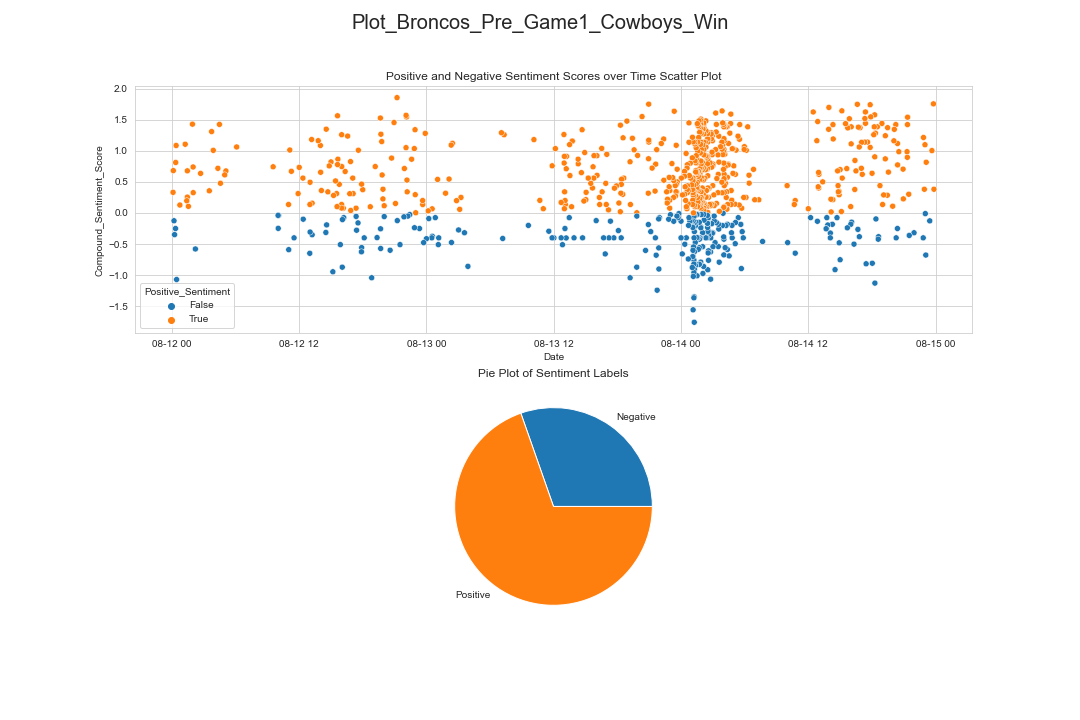 Plot_Broncos_Pre_Game1_Cowboys_Win
Positive and Negative Sentiment Scores over Time Scatter Plot
Compound_Sentiment_Score
2.0
1.5
1.0
0.5
0.0
−0.5
−1.0
−1.5
Positive_Sentiment
False
True
08-12 00 08-12 12 08-13 00 08-13 12 08-14 00 08-14 12 08-15 00
Date
Pie Plot of Sentiment Labels
Negative
Positive